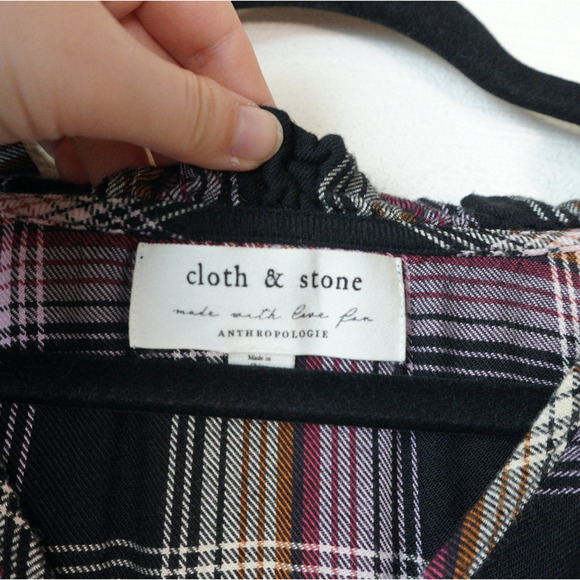 cloth & stone
made with love for
ANTHROPOLOGIE
Made in